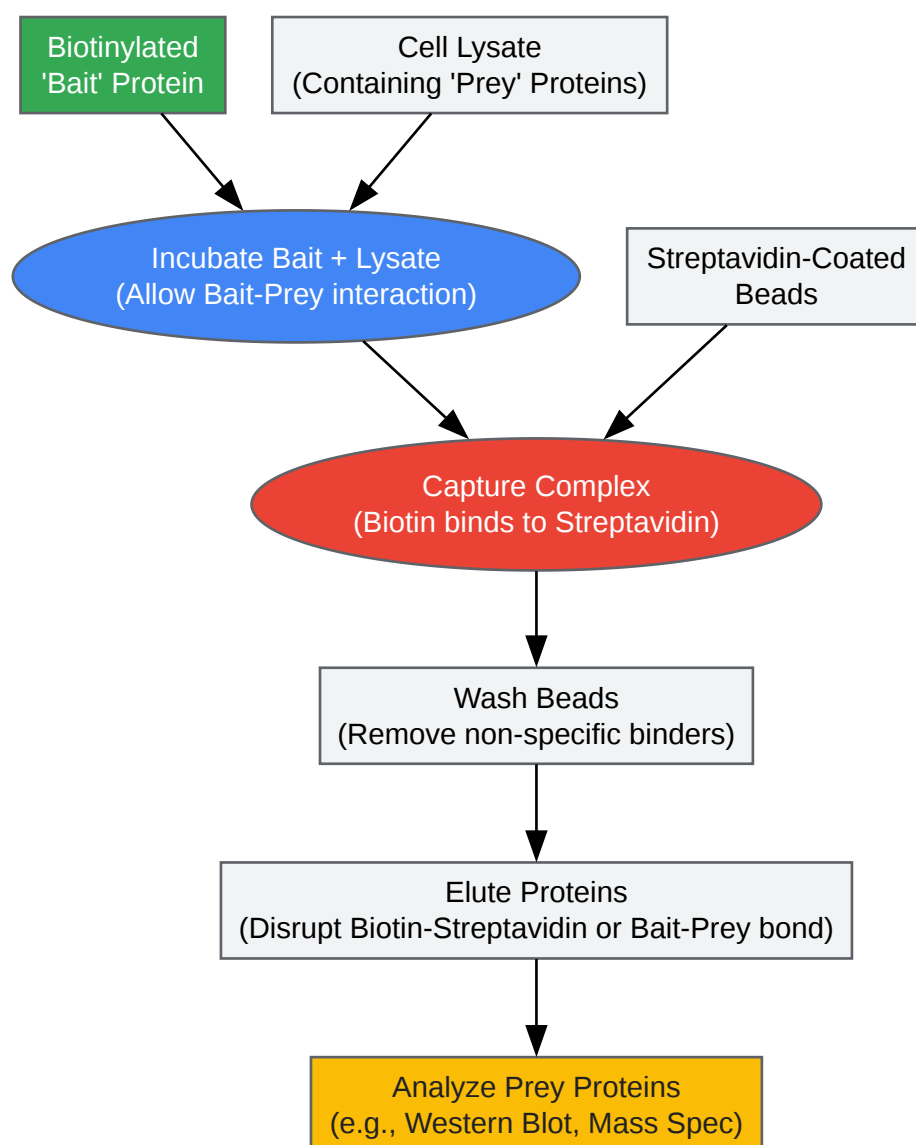 Biotinylated
'Bait' Protein
Cell Lysate
(Containing 'Prey' Proteins)
Incubate Bait + Lysate
(Allow Bait-Prey interaction)
Streptavidin-Coated
Beads
Capture Complex
(Biotin binds to Streptavidin)
Wash Beads
(Remove non-specific binders)
Elute Proteins
(Disrupt Biotin-Streptavidin or Bait-Prey bond)
Analyze Prey Proteins
(e.g., Western Blot, Mass Spec)